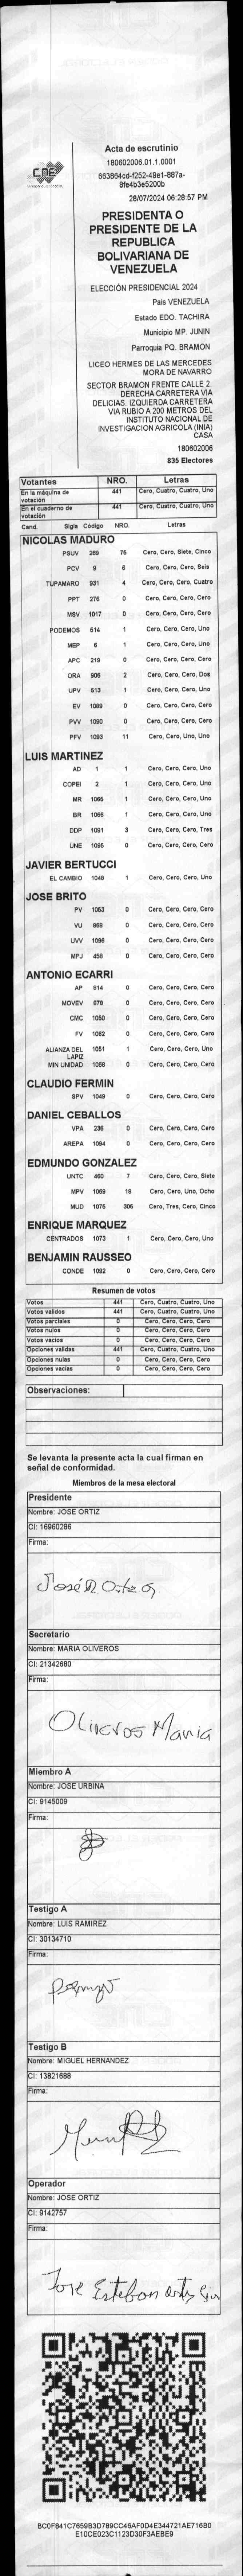 CNE
Acta de escrutinio
180602006.01.1.0001
663864cd-f252-49e1-887a-
8fe4b3e5200b
28/07/2024 06:28:57 PM
PRESIDENTA O
PRESIDENTE DE LA
REPUBLICA
BOLIVARIANA DE
VENEZUELA
ELECCIÓN PRESIDENCIAL 2024
Pais VENEZUELA
Estado EDO. TACHIRA
Municipio MP. JUNIN
Parroquia PQ. BRAMON
LICEO HERMES DE LAS MERCEDES
MORA DE NAVARRO
SECTOR BRAMON FRENTE CALLE 2.
DERECHA CARRETERA VIA
DELICIAS. IZQUIERDA CARRETERA
VIA RUBIO A 200 METROS DEL
INSTITUTO NACIONAL DE
INVESTIGACION AGRICOLA (INIA)
CASA
180602006
835 Electores
Votantes NRO. Letras
En la máquina de votación 441 Cero, Cuatro, Cuatro, Uno
En el cuaderno de votación 441 Cero, Cuatro, Cuatro, Uno
Cand. Sigla Código NRO. Letras
NICOLAS MADURO
PSUV 269 75 Cero, Cero, Siete, Cinco
PCV 9 6 Cero, Cero, Cero, Seis
TUPAMARO 931 4 Cero, Cero, Cero, Cuatro
PPT 276 0 Cero, Cero, Cero, Cero
MSV 1017 0 Cero, Cero, Cero, Cero
PODEMOS 514 1 Cero, Cero, Cero, Uno
MEP 6 1 Cero, Cero, Cero, Uno
APC 219 0 Cero, Cero, Cero, Cero
ORA 906 2 Cero, Cero, Cero, Dos
UPV 613 1 Cero, Cero, Cero, Uno
EV 1089 0 Cero, Cero, Cero, Cero
PVV 1090 0 Cero, Cero, Cero, Cero
PFV 1093 11 Cero, Cero, Uno, Uno
LUIS MARTINEZ
AD 1 1 Cero, Cero, Cero, Uno
COPEI 2 1 Cero, Cero, Cero, Uno
MR 1065 1 Cero, Cero, Cero, Uno
BR 1066 1 Cero, Cero, Cero, Uno
DDP 1091 3 Cero, Cero, Cero, Tres
UNE 1095 0 Cero, Cero, Cero, Cero
JAVIER BERTUCCI
EL CAMBIO 1048 1 Cero, Cero, Cero, Uno
JOSE BRITO
PV 1053 0 Cero, Cero, Cero, Cero
VU 868 0 Cero, Cero, Cero, Cero
UVV 1096 0 Cero, Cero, Cero, Cero
MPJ 458 0 Cero, Cero, Cero, Cero
ANTONIO ECARRI
AP 814 0 Cero, Cero, Cero, Cero
MOVEV 878 0 Cero, Cero, Cero, Cero
CMC 1050 0 Cero, Cero, Cero, Cero
FV 1062 0 Cero, Cero, Cero, Cero
ALIANZA DEL LAPIZ 1051 1 Cero, Cero, Cero, Uno
MIN UNIDAD 1068 0 Cero, Cero, Cero, Cero
CLAUDIO FERMIN
SPV 1049 0 Cero, Cero, Cero, Cero
DANIEL CEBALLOS
VPA 236 0 Cero, Cero, Cero, Cero
AREPA 1094 0 Cero, Cero, Cero, Cero
EDMUNDO GONZALEZ
UNTC 460 7 Cero, Cero, Cero, Siete
MPV 1069 18 Cero, Cero, Uno, Ocho
MUD 1075 305 Cero, Tres, Cero, Cinco
ENRIQUE MARQUEZ
CENTRADOS 1073 1 Cero, Cero, Cero, Uno
BENJAMIN RAUSSEO
CONDE 1092 0 Cero, Cero, Cero, Cero
Resumen de votos
Votos 441 Cero, Cuatro, Cuatro, Uno
Votos validos 441 Cero, Cuatro, Cuatro, Uno
Votos parciales 0 Cero, Cero, Cero, Cero
Votos nulos 0 Cero, Cero, Cero, Cero
Votos vacios 0 Cero, Cero, Cero, Cero
Opciones validas 441 Cero, Cuatro, Cuatro, Uno
Opciones nulas 0 Cero, Cero, Cero, Cero
Opciones vacias 0 Cero, Cero, Cero, Cero
Observaciones:
Se levanta la presente acta la cual firman en
señal de conformidad.
Miembros de la mesa electoral
Presidente
Nombre: JOSE ORTIZ
CI: 16960286
Firma:
Secretario
Nombre: MARIA OLIVEROS
CI: 21342680
Firma:
Oliveros Maria
Miembro A
Nombre: JOSE URBINA
CI: 9145009
Firma:
Testigo A
Nombre: LUIS RAMIREZ
CI: 30134710
Firma:
Testigo B
Nombre: MIGUEL HERNANDEZ
CI: 13821688
Firma:
Operador
Nombre: JOSE ORTIZ
CI: 9142757
Firma:
Jose Esteban
BC0F841C7659B3D789CC46AF0D4E344721AE716B0
E10CE023C1123D30F3AEBE9